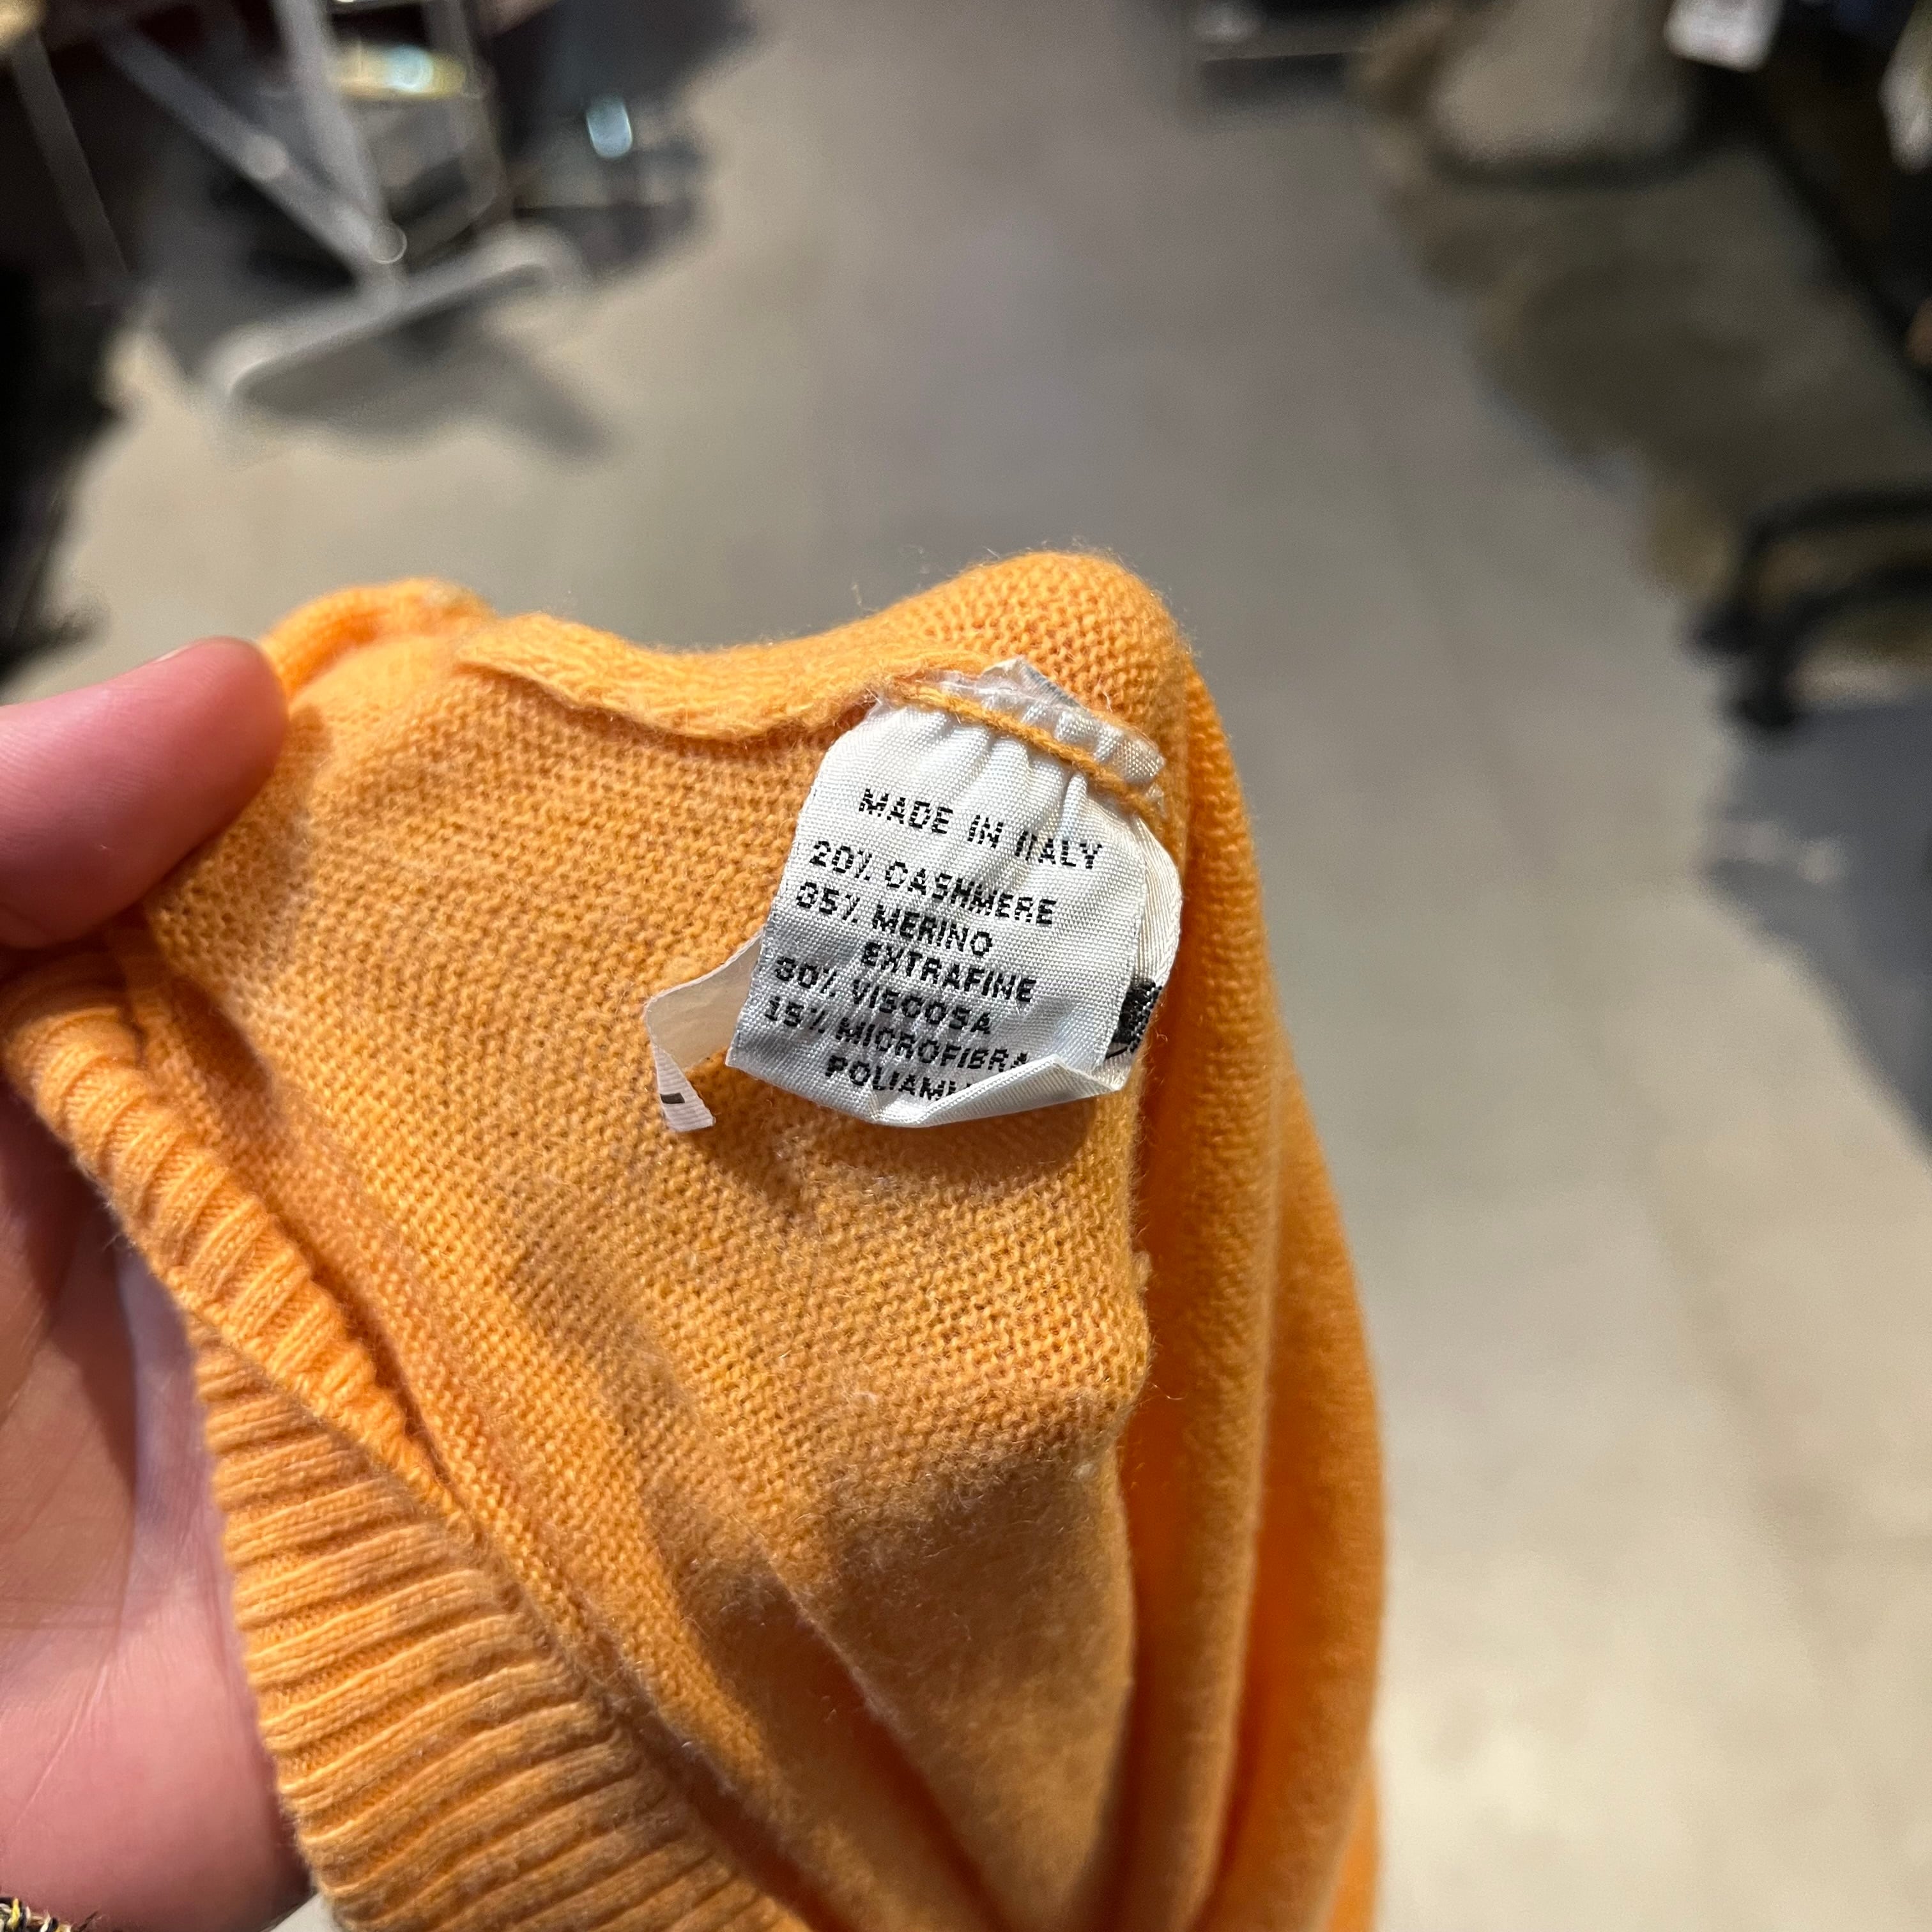 MADE IN ITALY
20% CASHMERE
35% MERINO
EXTRAFINE
30% VISCOSA
15% MICROFIBRA